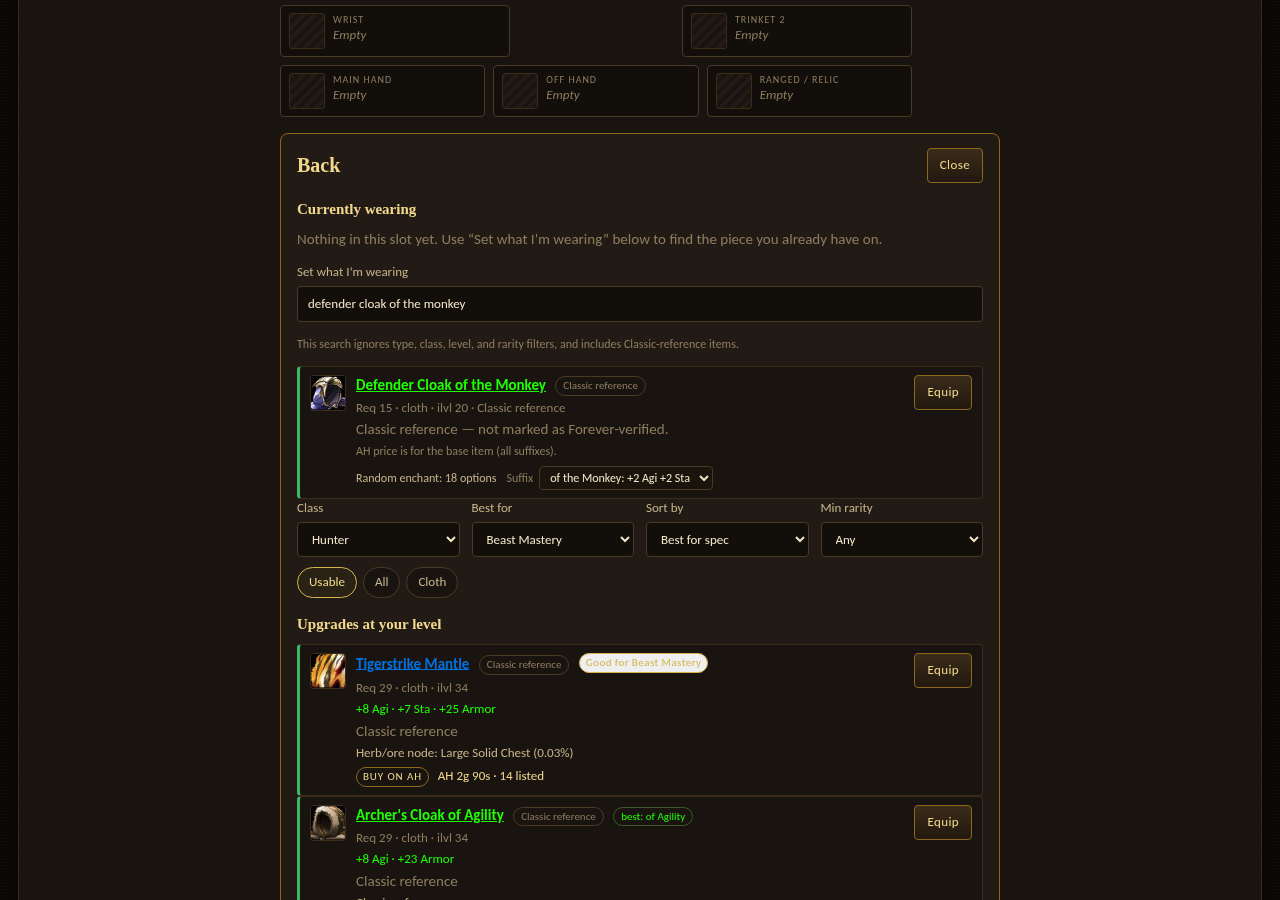 WRIST
Empty
TRINKET 2
Empty
MAIN HAND
Empty
OFF HAND
Empty
RANGED / RELIC
Empty
Back
Close
Currently wearing
Nothing in this slot yet. Use “Set what I’m wearing” below to find the piece you already have on.
Set what I’m wearing
defender cloak of the monkey
This search ignores type, class, level, and rarity filters, and includes Classic-reference items.
Defender Cloak of the Monkey Classic reference
Equip
Req 15 · cloth · ilvl 20 · Classic reference
Classic reference — not marked as Forever-verified.
AH price is for the base item (all suffixes).
Random enchant: 18 options Suffix of the Monkey: +2 Agi +2 Sta
Class Best for Sort by Min rarity
Hunter Beast Mastery Best for spec Any
Usable All Cloth
Upgrades at your level
Tigerstrike Mantle Classic reference Good for Beast Mastery
Equip
Req 29 · cloth · ilvl 34
+8 Agi · +7 Sta · +25 Armor
Classic reference
Herb/ore node: Large Solid Chest (0.03%)
BUY ON AH AH 2g 90s · 14 listed
Archer's Cloak of Agility Classic reference best: of Agility
Equip
Req 29 · cloth · ilvl 34
+8 Agi · +23 Armor
Classic reference